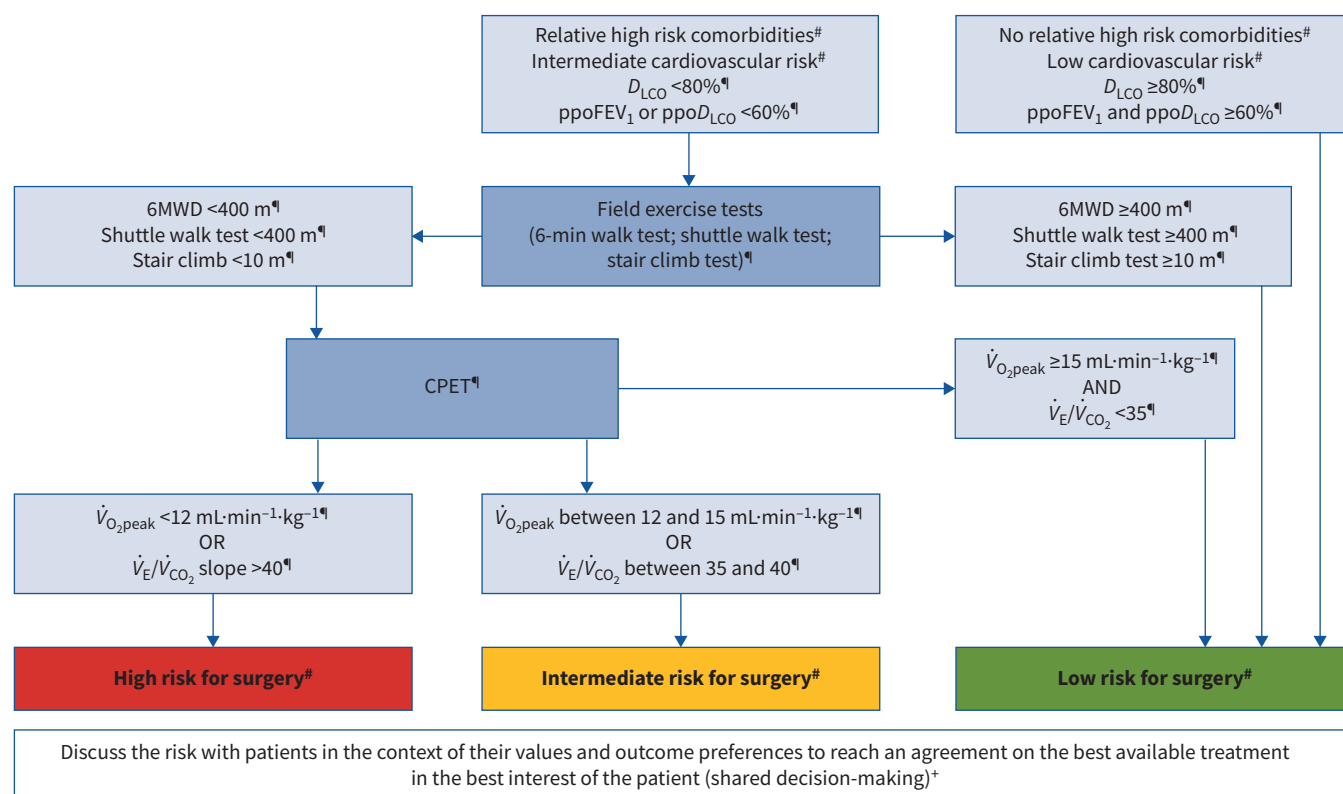 Relative high risk comorbidities#
Intermediate cardiovascular risk#
DLCO <80%¶
ppoFEV1 or ppoDLCO <60%¶
No relative high risk comorbidities#
Low cardiovascular risk#
DLCO ≥80%¶
ppoFEV1 and ppoDLCO ≥60%¶
6MWD <400 m¶
Shuttle walk test <400 m¶
Stair climb <10 m¶
Field exercise tests
(6-min walk test; shuttle walk test;
stair climb test)¶
6MWD ≥400 m¶
Shuttle walk test ≥400 m¶
Stair climb test ≥10 m¶
CPET¶
V̇O2peak ≥15 mL·min⁻¹·kg⁻¹¶
AND
V̇E/V̇CO2 <35¶
V̇O2peak <12 mL·min⁻¹·kg⁻¹¶
OR
V̇E/V̇CO2 slope >40¶
V̇O2peak between 12 and 15 mL·min⁻¹·kg⁻¹¶
OR
V̇E/V̇CO2 between 35 and 40¶
High risk for surgery#
Intermediate risk for surgery#
Low risk for surgery#
Discuss the risk with patients in the context of their values and outcome preferences to reach an agreement on the best available treatment
in the best interest of the patient (shared decision-making)+